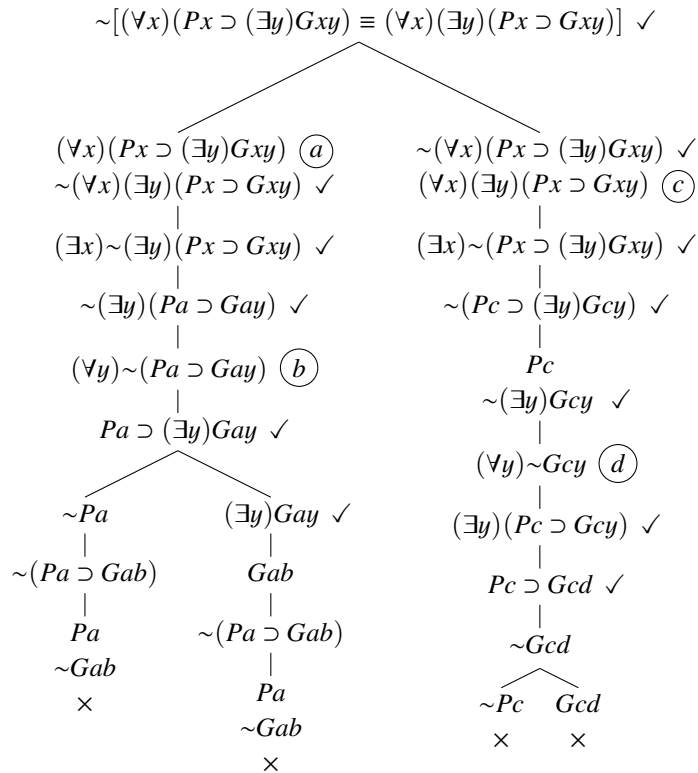 ~[(∀x)(Px ⊃ (∃y)Gxy) ≡ (∀x)(∃y)(Px ⊃ Gxy)] ✓
(∀x)(Px ⊃ (∃y)Gxy) ⓐ
~(∀x)(∃y)(Px ⊃ Gxy) ✓
(∃x)~(∃y)(Px ⊃ Gxy) ✓
~(∃y)(Pa ⊃ Gay) ✓
(∀y)~(Pa ⊃ Gay) ⓑ
Pa ⊃ (∃y)Gay ✓
~Pa
~(Pa ⊃ Gab)
Pa
~Gab
×
(∃y)Gay ✓
Gab
~(Pa ⊃ Gab)
Pa
~Gab
×
~(∀x)(Px ⊃ (∃y)Gxy) ✓
(∀x)(∃y)(Px ⊃ Gxy) ⓒ
(∃x)~(Px ⊃ (∃y)Gxy) ✓
~(Pc ⊃ (∃y)Gcy) ✓
Pc
~(∃y)Gcy ✓
(∀y)~Gcy ⓓ
(∃y)(Pc ⊃ Gcy) ✓
Pc ⊃ Gcd ✓
~Gcd
~Pc Gcd
× ×